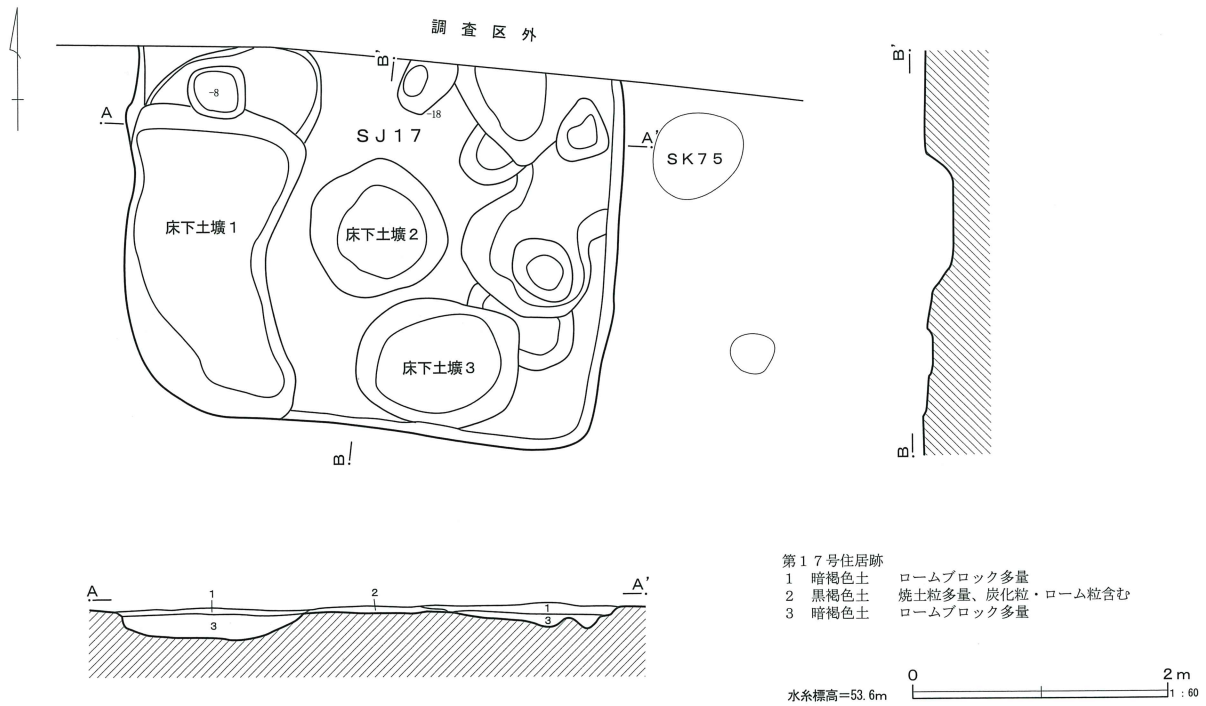 調査区外
B'
-8
-18
A
SJ17
A'
SK75
床下土壙1
床下土壙2
床下土壙3
B
B'
B
A
A'
1
2
1
3
3
第17号住居跡
1 暗褐色土 ロームブロック多量
2 黒褐色土 焼土粒多量、炭化粒・ローム粒含む
3 暗褐色土 ロームブロック多量
水糸標高=53.6m
0
2m
1:60